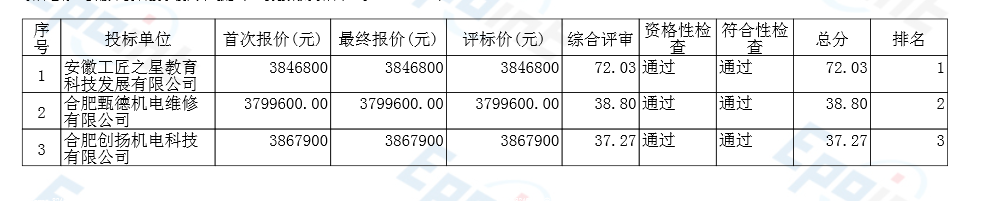 序号 投标单位 首次报价(元) 最终报价(元) 评标价(元) 综合评审 资格性检查 符合性检查 总分 排名
1 安徽工匠之星教育科技发展有限公司 3846800 3846800 3846800 72.03 通过 通过 72.03 1
2 合肥甄德机电维修有限公司 3799600.00 3799600.00 3799600.00 38.80 通过 通过 38.80 2
3 合肥创扬机电科技有限公司 3867900 3867900 3867900 37.27 通过 通过 37.27 3